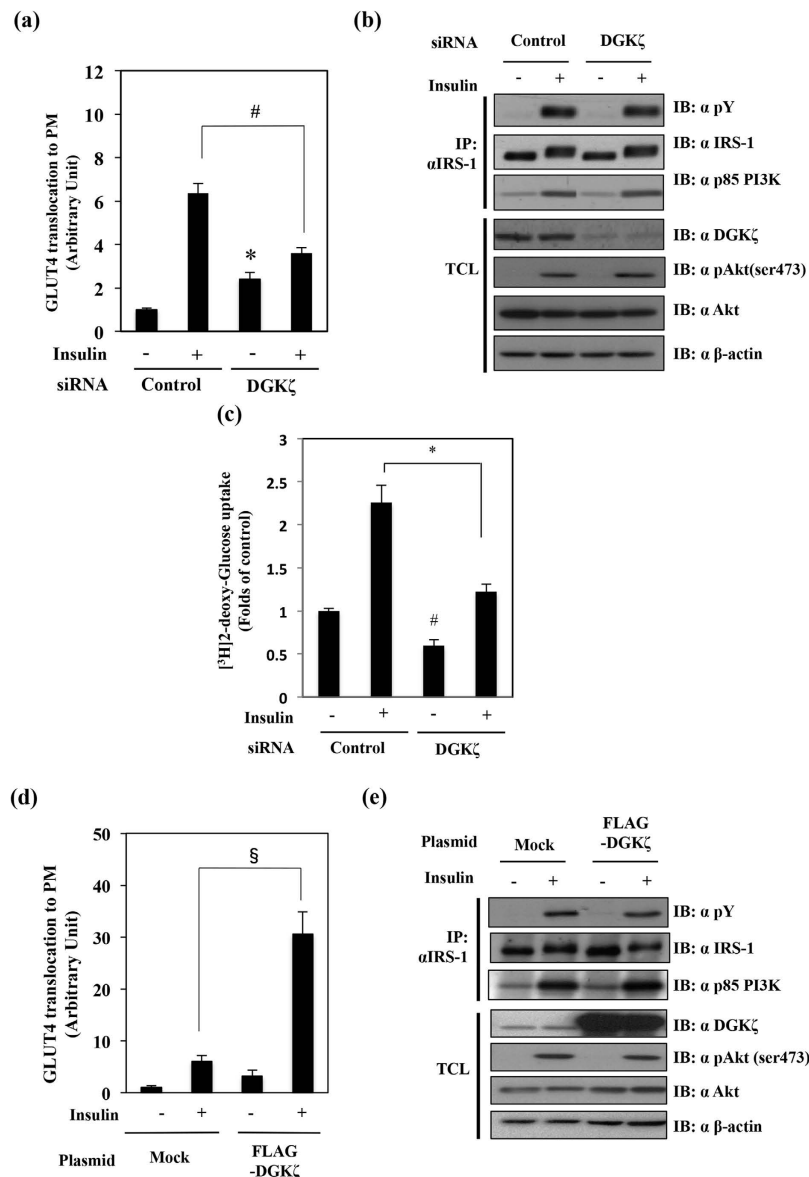 (a)
GLUT4 translocation to PM
(Arbitrary Unit)
12
10
8
6
4
2
0
#
*
Insulin - + - +
siRNA Control DGKζ
(b)
siRNA Control DGKζ
Insulin - + - +
IP:
αIRS-1
IB: α pY
IB: α IRS-1
IB: α p85 PI3K
TCL
IB: α DGKζ
IB: α pAkt(ser473)
IB: α Akt
IB: α β-actin
(c)
[³H]2-deoxy-Glucose uptake
(Folds of control)
3
2.5
2
1.5
1
0.5
0
*
#
Insulin - + - +
siRNA Control DGKζ
(d)
GLUT4 translocation to PM
(Arbitrary Unit)
50
40
30
20
10
0
§
Insulin - + - +
Plasmid Mock FLAG
-DGKζ
(e)
Plasmid Mock FLAG
-DGKζ
Insulin - + - +
IP:
αIRS-1
IB: α pY
IB: α IRS-1
IB: α p85 PI3K
TCL
IB: α DGKζ
IB: α pAkt (ser473)
IB: α Akt
IB: α β-actin